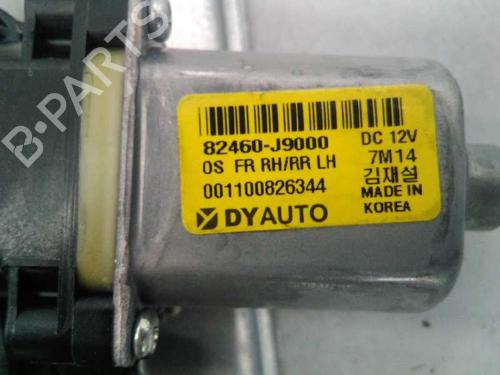 82460-J9000
DC 12V
OS FR RH/RR LH
7M14
001100826344
김재설
MADE IN
KOREA
DYAUTO
B-PARTS